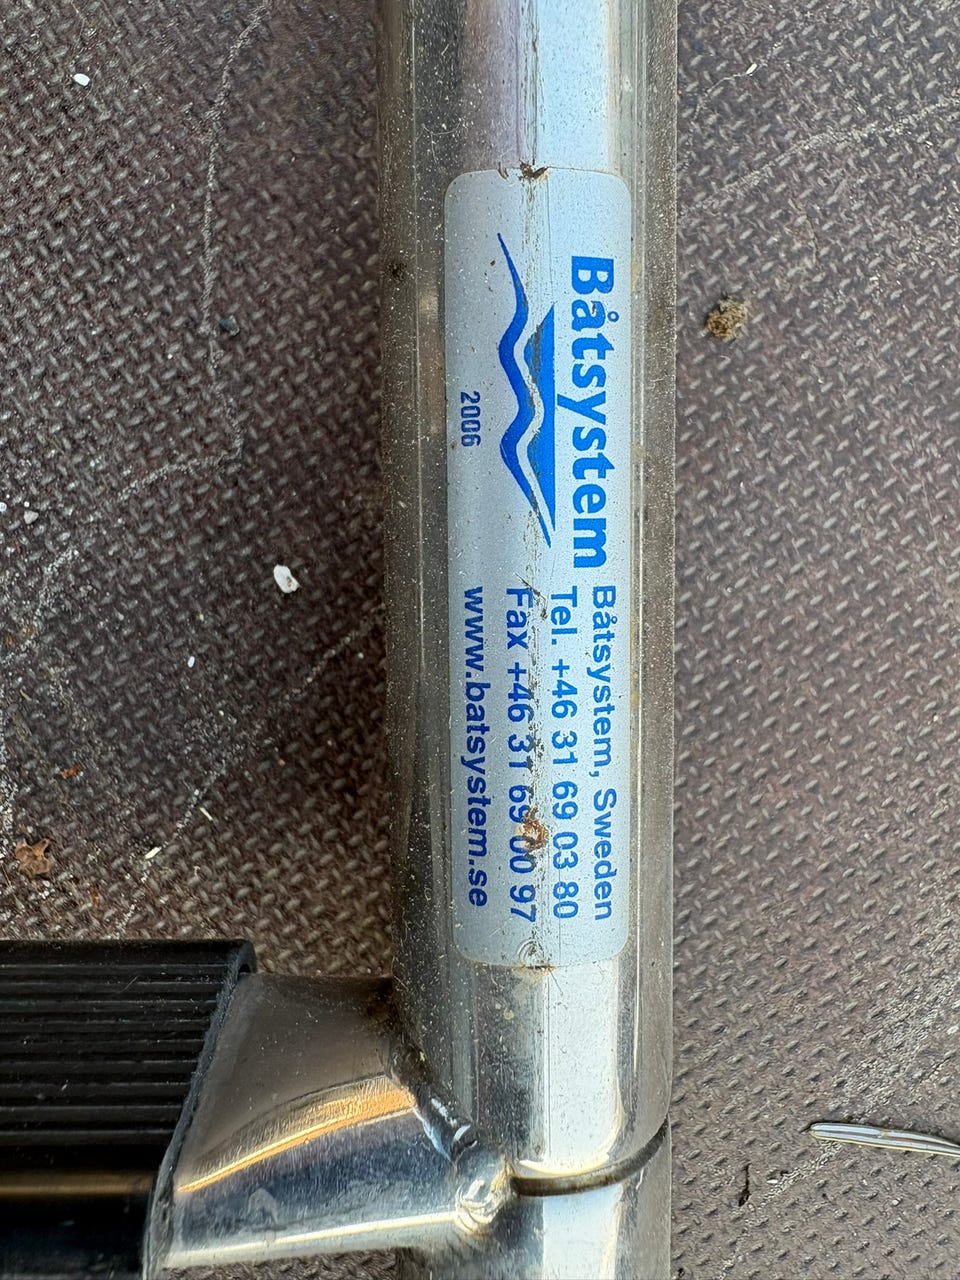 Båtsystem
2006
Båtsystem, Sweden
Tel. +46 31 69 03 80
Fax +46 31 69 00 97
www.batsystem.se